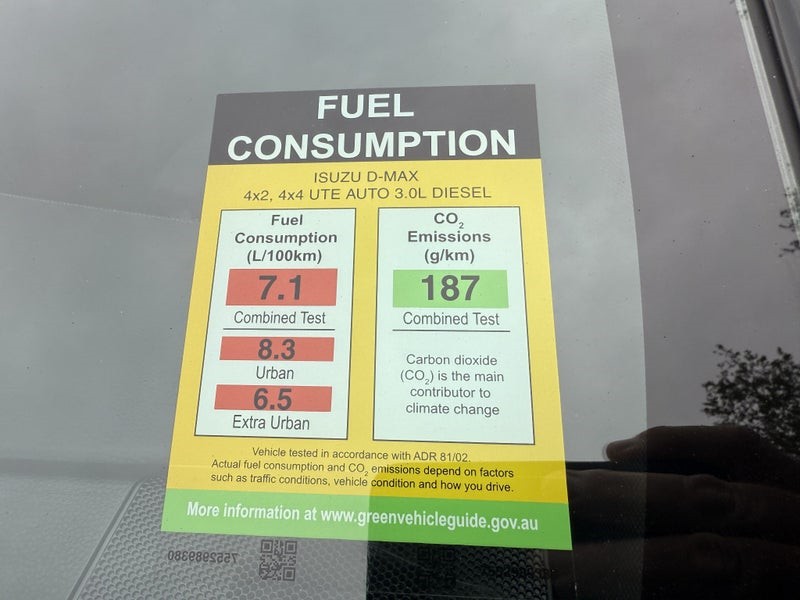 FUEL
CONSUMPTION
ISUZU D-MAX
4x2, 4x4 UTE AUTO 3.0L DIESEL
Fuel
Consumption
(L/100km)
7.1
Combined Test
8.3
Urban
6.5
Extra Urban
CO₂
Emissions
(g/km)
187
Combined Test
Carbon dioxide
(CO₂) is the main
contributor to
climate change
Vehicle tested in accordance with ADR 81/02.
Actual fuel consumption and CO₂ emissions depend on factors
such as traffic conditions, vehicle condition and how you drive.
More information at www.greenvehicleguide.gov.au
7552989380